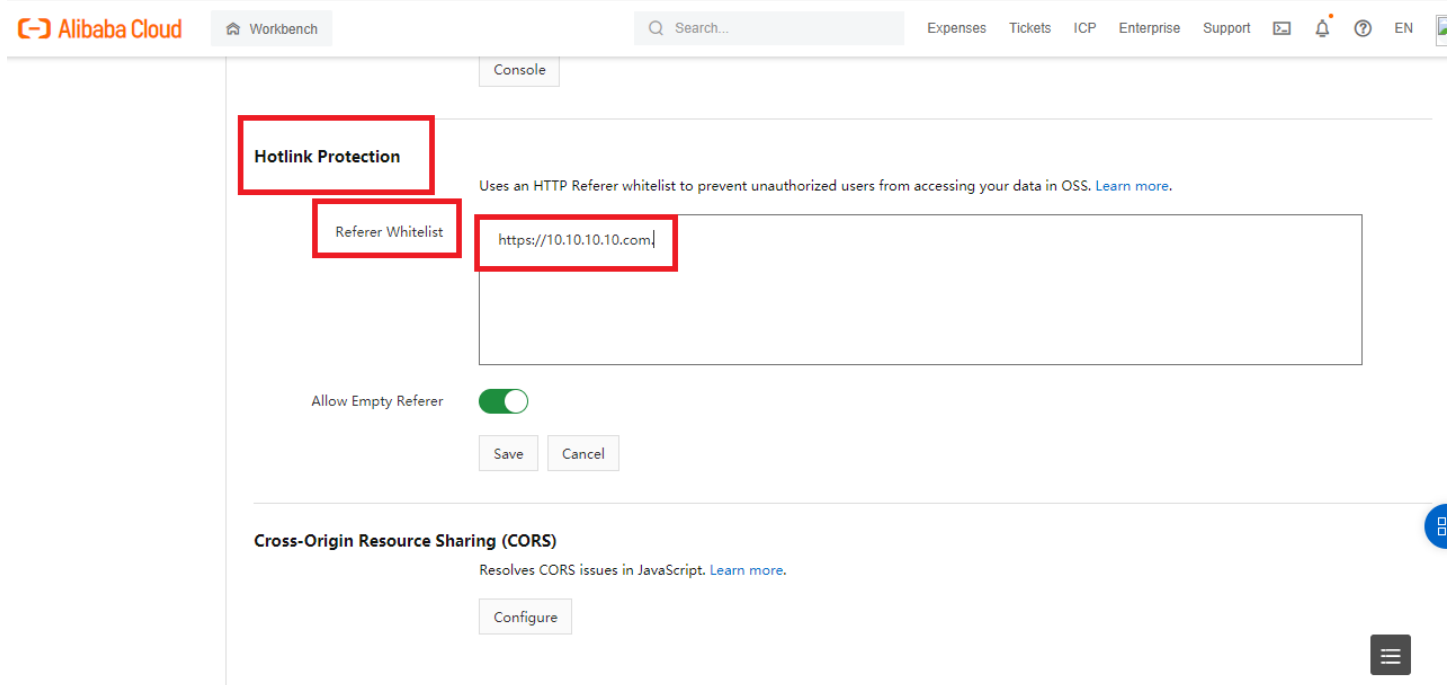 Alibaba Cloud Workbench Search... Expenses Tickets ICP Enterprise Support EN
Console
Hotlink Protection
Uses an HTTP Referer whitelist to prevent unauthorized users from accessing your data in OSS. Learn more.
Referer Whitelist https://10.10.10.10.com.
Allow Empty Referer
Save Cancel
Cross-Origin Resource Sharing (CORS)
Resolves CORS issues in JavaScript. Learn more.
Configure